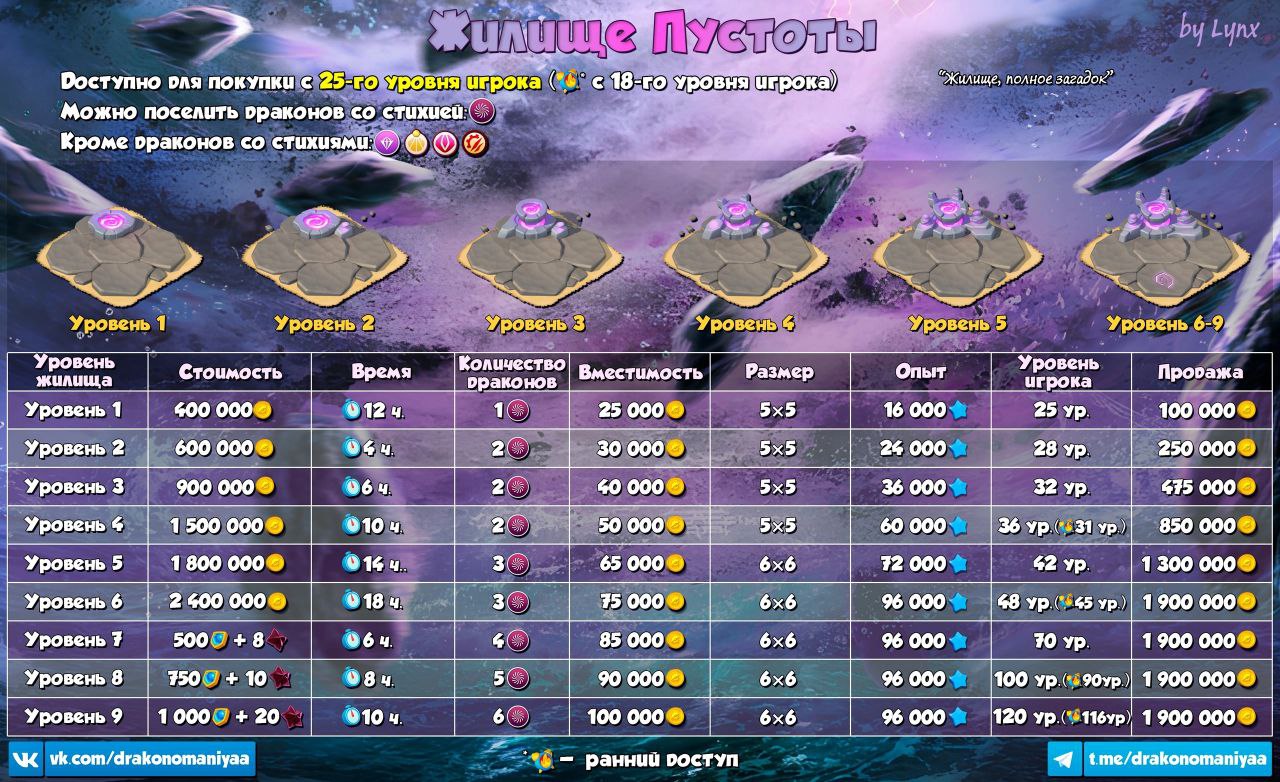 Жилище Пустоты
by Lynx
Доступно для покупки с 25-го уровня игрока (* с 18-го уровня игрока)
"Жилище, полное загадок"
Можно поселить драконов со стихией:
Кроме драконов со стихиями:
Уровень 1 Уровень 2 Уровень 3 Уровень 4 Уровень 5 Уровень 6-9
Уровень жилища Стоимость Время Количество драконов Вместимость Размер Опыт Уровень игрока Продажа
Уровень 1 400 000 12 ч. 1 25 000 5×5 16 000 25 ур. 100 000
Уровень 2 600 000 4 ч. 2 30 000 5×5 24 000 28 ур. 250 000
Уровень 3 900 000 6 ч. 2 40 000 5×5 36 000 32 ур. 475 000
Уровень 4 1 500 000 10 ч. 2 50 000 5×5 60 000 36 ур.(31 ур.) 850 000
Уровень 5 1 800 000 14 ч.. 3 65 000 6×6 72 000 42 ур. 1 300 000
Уровень 6 2 400 000 18 ч. 3 75 000 6×6 96 000 48 ур.(45 ур.) 1 900 000
Уровень 7 500 + 8 6 ч. 4 85 000 6×6 96 000 70 ур. 1 900 000
Уровень 8 750 + 10 8 ч. 5 90 000 6×6 96 000 100 ур.(90ур.) 1 900 000
Уровень 9 1 000 + 20 10 ч. 6 100 000 6×6 96 000 120 ур.(116ур) 1 900 000
vk.com/drakonomaniyaa
* – ранний доступ
t.me/drakonomaniyaa